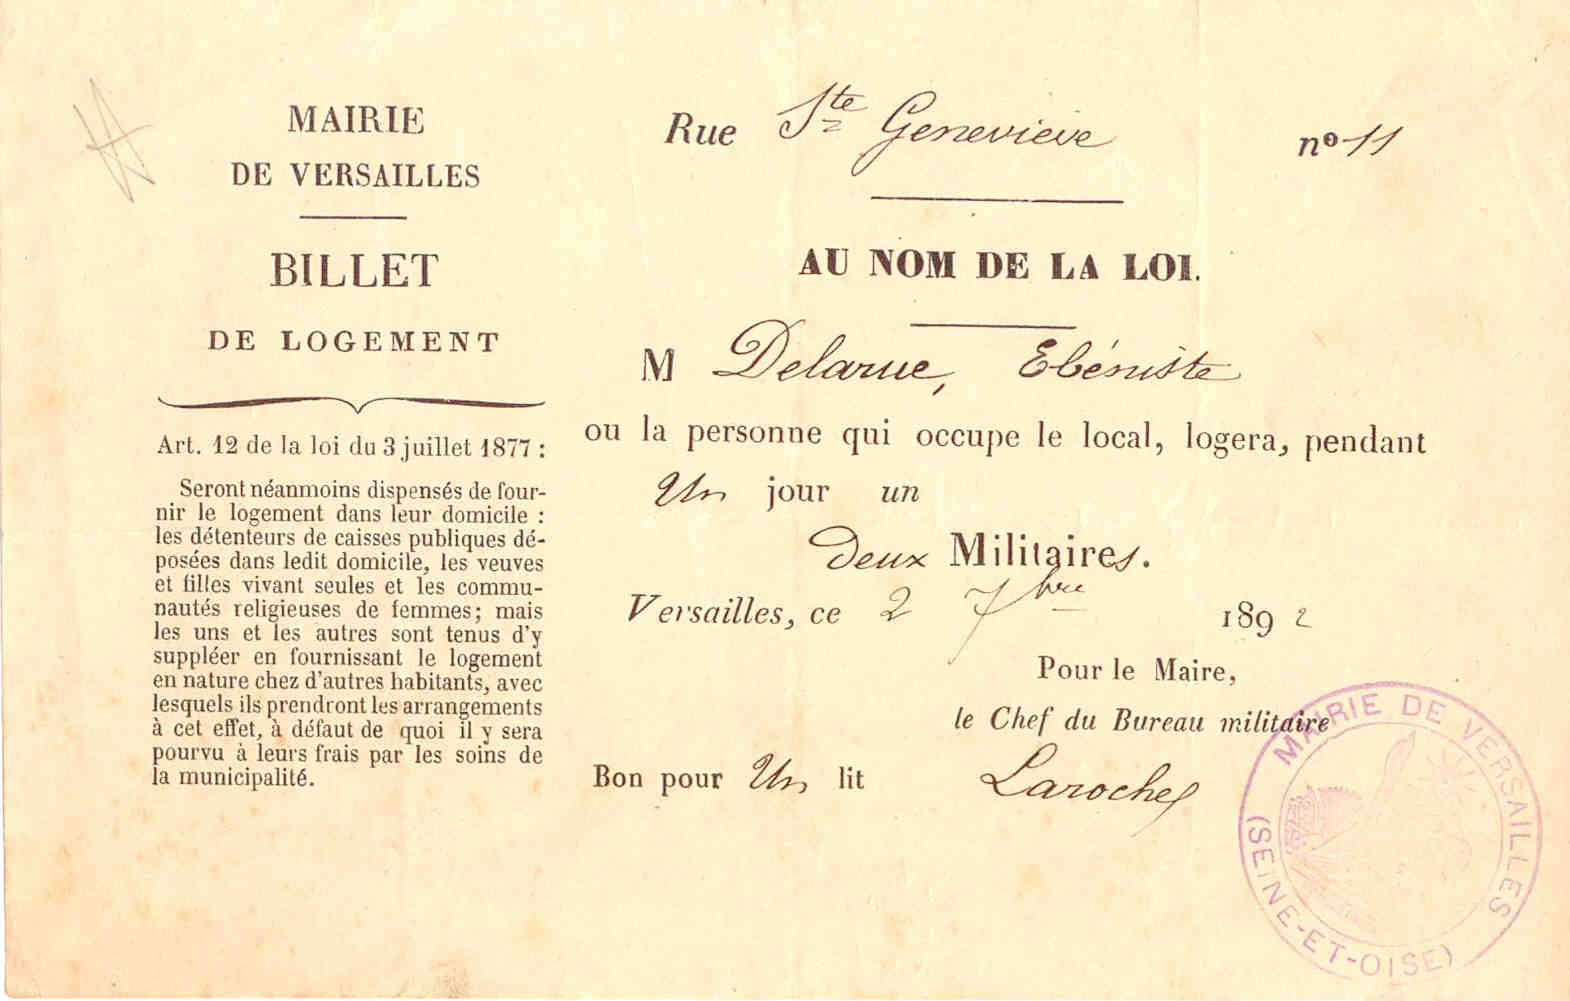 MAIRIE
DE VERSAILLES
BILLET
DE LOGEMENT
Art. 12 de la loi du 3 juillet 1877 :
Seront néanmoins dispensés de four-
nir le logement dans leur domicile :
les détenteurs de caisses publiques dé-
posées dans ledit domicile, les veuves
et filles vivant seules et les commu-
nautés religieuses de femmes; mais
les uns et les autres sont tenus d'y
suppléer en fournissant le logement
en nature chez d'autres habitants, avec
lesquels ils prendront les arrangements
à cet effet, à défaut de quoi il y sera
pourvu à leurs frais par les soins de
la municipalité.
Rue Ste Geneviève nº 11
AU NOM DE LA LOI.
M Delarue, Ebéniste
ou la personne qui occupe le local, logera, pendant
Un jour un
deux Militaires.
Versailles, ce 2 7bre 1892
Pour le Maire,
le Chef du Bureau militaire
Bon pour Un lit Laroche
MAIRIE DE VERSAILLES
(SEINE-ET-OISE)